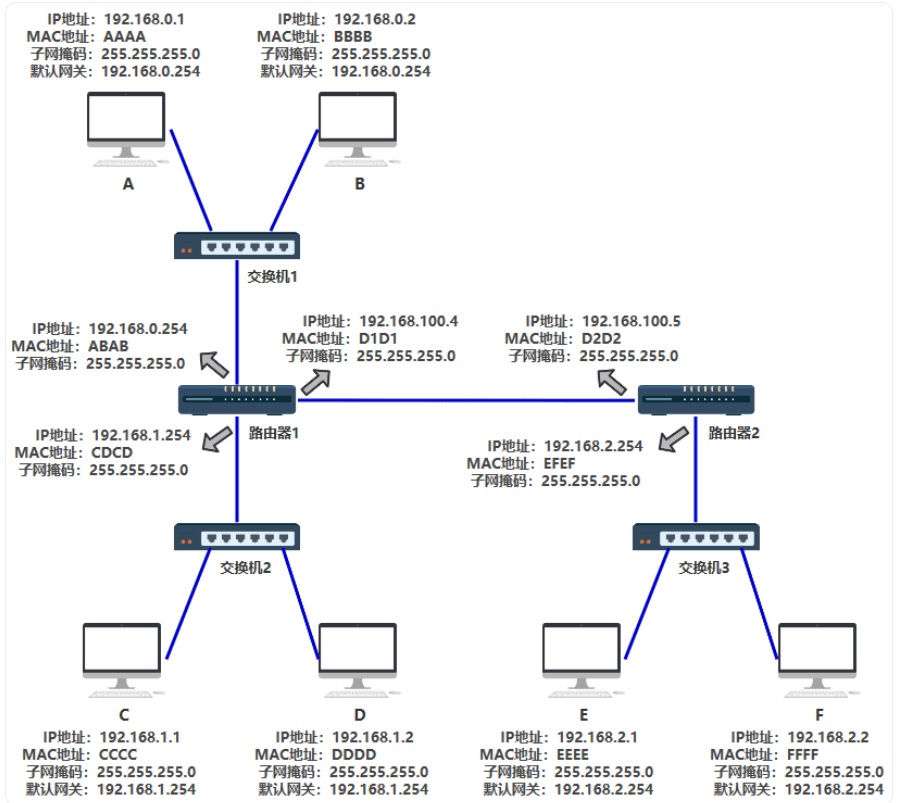 IP地址：192.168.0.1
MAC地址：AAAA
子网掩码：255.255.255.0
默认网关：192.168.0.254
IP地址：192.168.0.2
MAC地址：BBBB
子网掩码：255.255.255.0
默认网关：192.168.0.254
A
B
交换机1
IP地址：192.168.0.254
MAC地址：ABAB
子网掩码：255.255.255.0
IP地址：192.168.100.4
MAC地址：D1D1
子网掩码：255.255.255.0
IP地址：192.168.100.5
MAC地址：D2D2
子网掩码：255.255.255.0
路由器1
路由器2
IP地址：192.168.1.254
MAC地址：CDCD
子网掩码：255.255.255.0
IP地址：192.168.2.254
MAC地址：EFEF
子网掩码：255.255.255.0
交换机2
交换机3
C
D
E
F
IP地址：192.168.1.1
MAC地址：CCCC
子网掩码：255.255.255.0
默认网关：192.168.1.254
IP地址：192.168.1.2
MAC地址：DDDD
子网掩码：255.255.255.0
默认网关：192.168.1.254
IP地址：192.168.2.1
MAC地址：EEEE
子网掩码：255.255.255.0
默认网关：192.168.2.254
IP地址：192.168.2.2
MAC地址：FFFF
子网掩码：255.255.255.0
默认网关：192.168.2.254